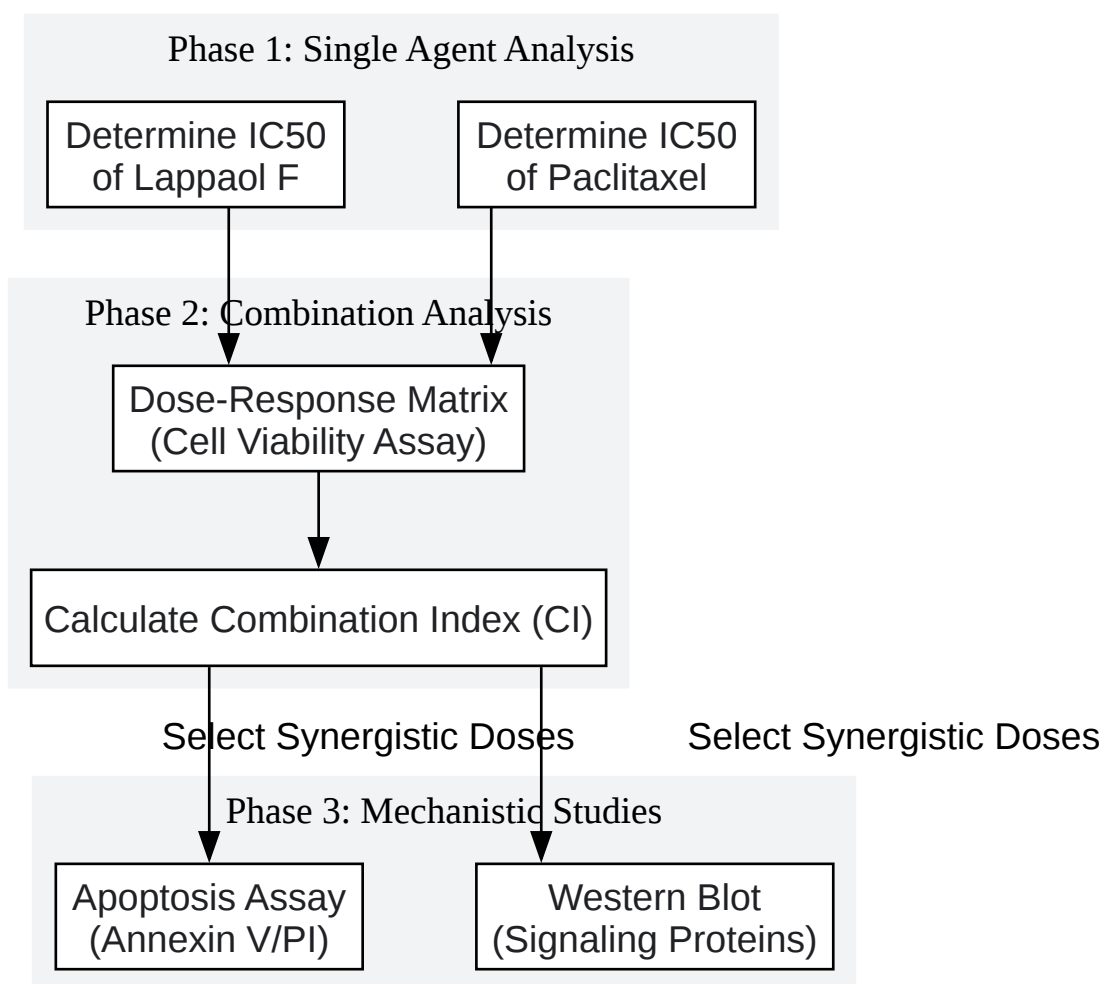 Phase 1: Single Agent Analysis
Determine IC50
of Lappaol F
Determine IC50
of Paclitaxel
Phase 2: Combination Analysis
Dose-Response Matrix
(Cell Viability Assay)
Calculate Combination Index (CI)
Select Synergistic Doses
Select Synergistic Doses
Phase 3: Mechanistic Studies
Apoptosis Assay
(Annexin V/PI)
Western Blot
(Signaling Proteins)